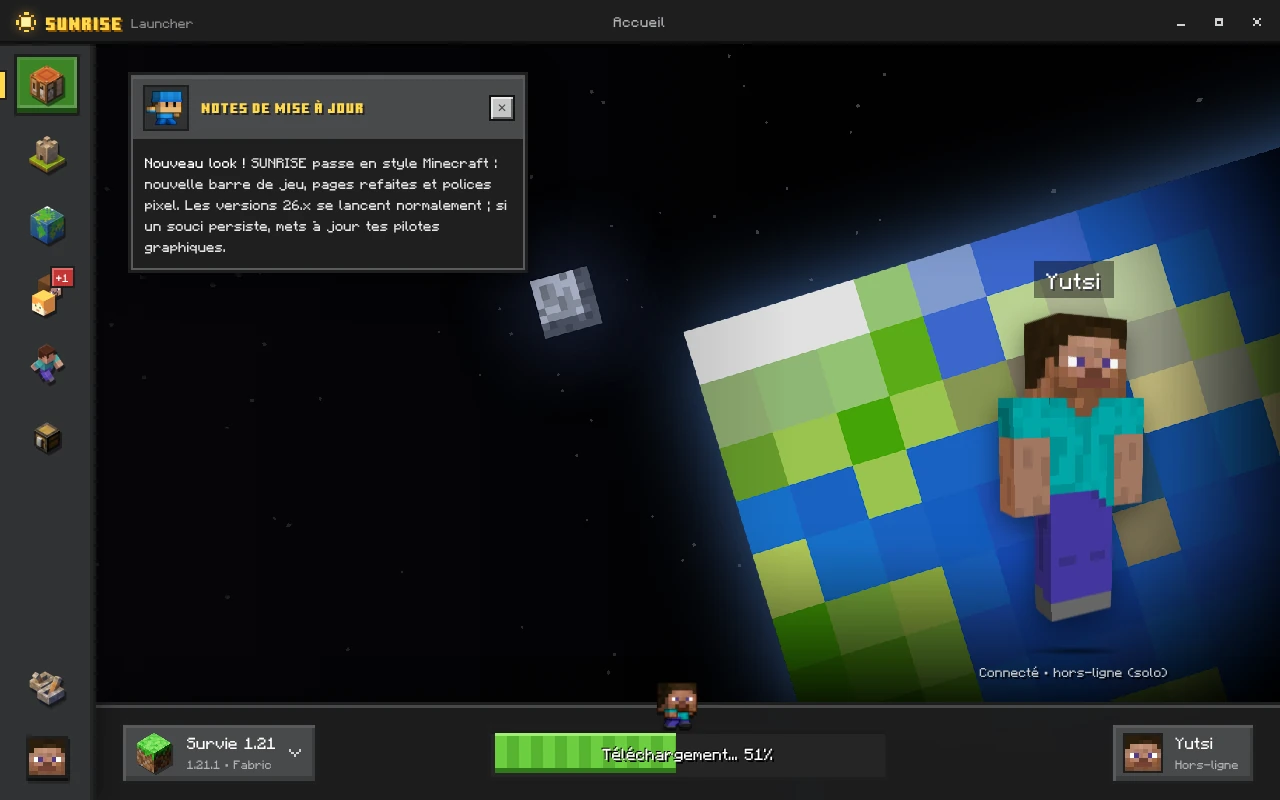 SUNRISE Launcher
Accueil
NOTES DE MISE À JOUR
Nouveau look ! SUNRISE passe en style Minecraft :
nouvelle barre de jeu, pages refaites et polices
pixel. Les versions 26.x se lancent normalement ; si
un souci persiste, mets à jour tes pilotes
graphiques.
+1
Yutsi
Connecté • hors-ligne (solo)
Survie 1.21
1.21.1 • Fabric
Téléchargement... 51%
Yutsi
Hors-ligne